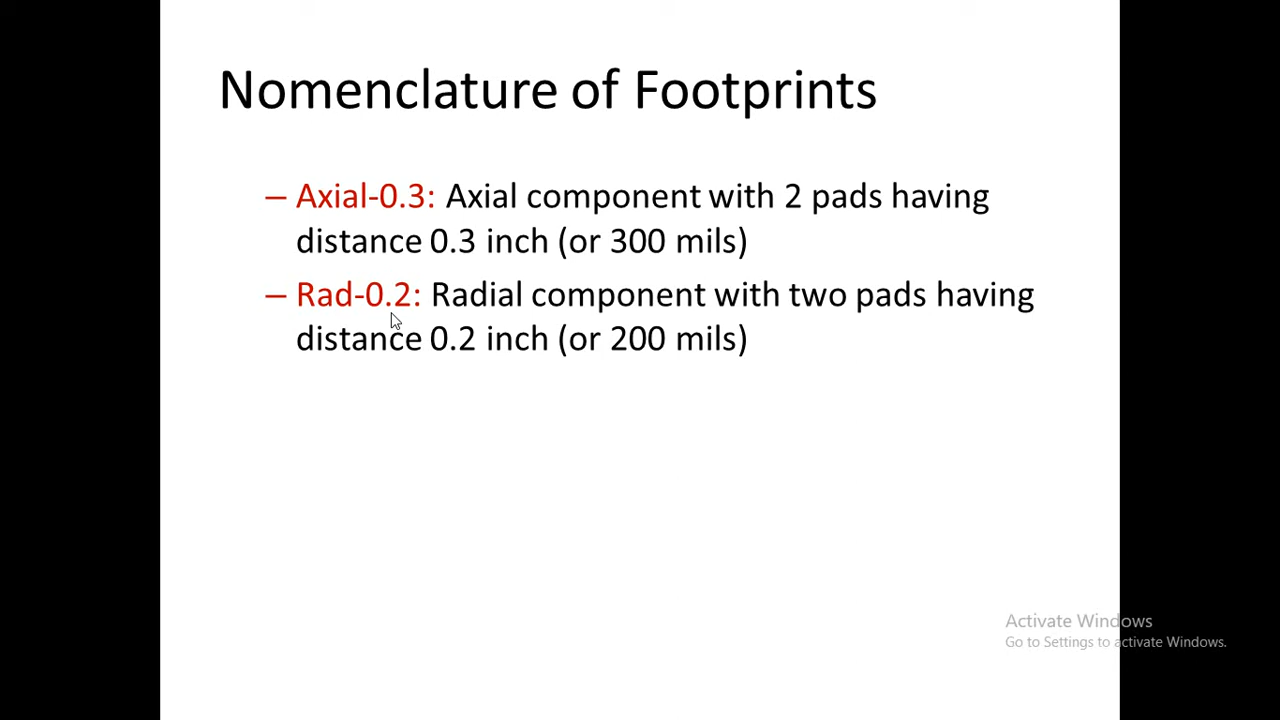 Nomenclature of Footprints
– Axial-0.3: Axial component with 2 pads having
distance 0.3 inch (or 300 mils)
– Rad-0.2: Radial component with two pads having
distance 0.2 inch (or 200 mils)
Activate Windows
Go to Settings to activate Windows.